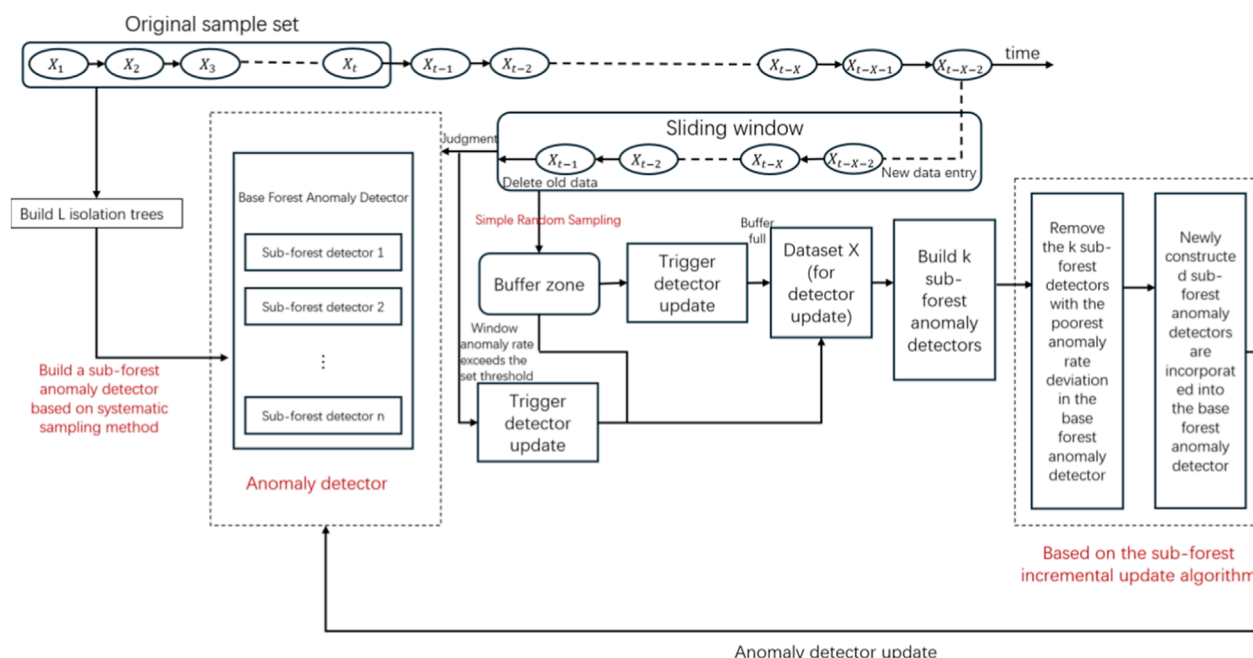 Original sample set
X1
X2
X3
Xt
Xt-1
Xt-2
Xt-X
Xt-X-1
Xt-X-2
time
Sliding window
Judgment
Xt-1
Xt-2
Xt-X
Xt-X-2
New data entry
Delete old data
Build L isolation trees
Base Forest Anomaly Detector
Sub-forest detector 1
Sub-forest detector 2
⋮
Sub-forest detector n
Anomaly detector
Build a sub-forest
anomaly detector
based on systematic
sampling method
Simple Random Sampling
Buffer zone
Trigger
detector
update
Buffer
full
Dataset X
(for
detector
update)
Build k
sub-
forest
anomaly
detectors
Window
anomaly rate
exceeds the
set threshold
Trigger
detector
update
Remove
the k sub-
forest
detectors
with the
poorest
anomaly
rate
deviation
in the
base
forest
anomaly
detector
Newly
constructe
d sub-
forest
anomaly
detectors
are
incorporat
ed into
the base
forest
anomaly
detector
Based on the sub-forest
incremental update algorithm
Anomaly detector update